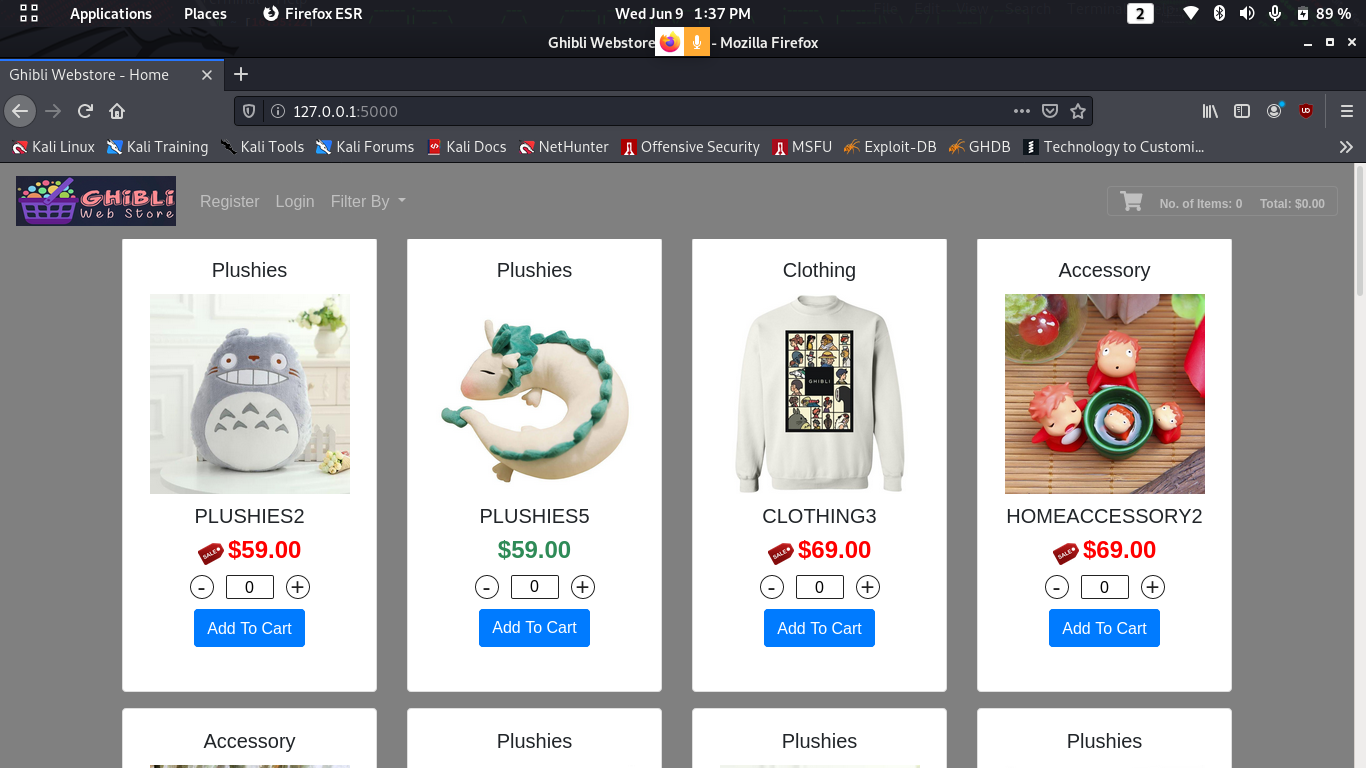 Applications Places Firefox ESR Wed Jun 9 1:37 PM 2 89 %
Ghibli Webstore - Mozilla Firefox
Ghibli Webstore - Home
127.0.0.1:5000
Kali Linux Kali Training Kali Tools Kali Forums Kali Docs NetHunter Offensive Security MSFU Exploit-DB GHDB Technology to Customi...
GHiBLi
Web Store
Register Login Filter By No. of Items: 0 Total: $0.00
Plushies Plushies Clothing Accessory
GHIBLI
PLUSHIES2 PLUSHIES5 CLOTHING3 HOMEACCESSORY2
SALE $59.00 $59.00 SALE $69.00 SALE $69.00
- 0 + - 0 + - 0 + - 0 +
Add To Cart Add To Cart Add To Cart Add To Cart
Accessory Plushies Plushies Plushies